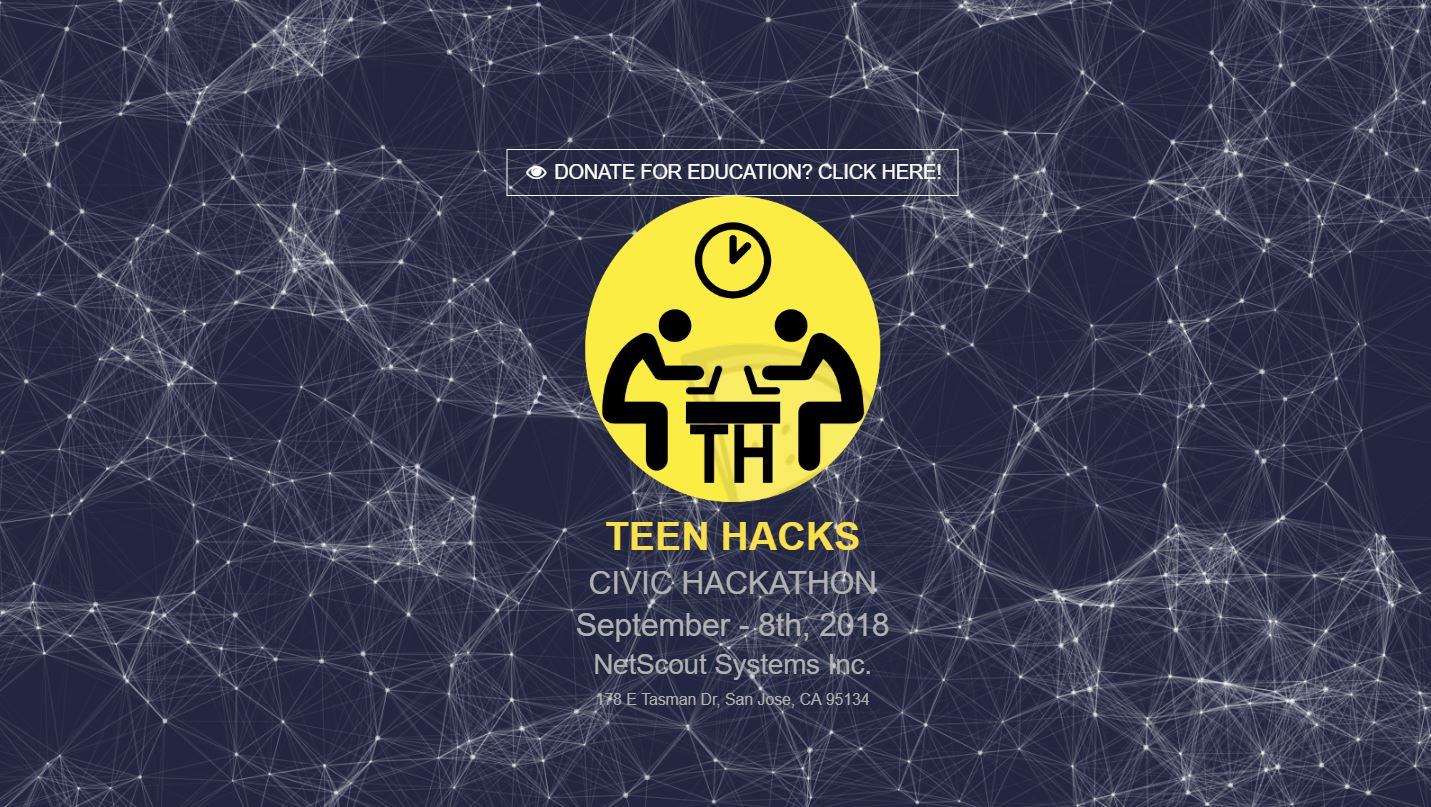 DONATE FOR EDUCATION? CLICK HERE!
TH
TEEN HACKS
CIVIC HACKATHON
September - 8th, 2018
NetScout Systems Inc.
178 E Tasman Dr, San Jose, CA 95134